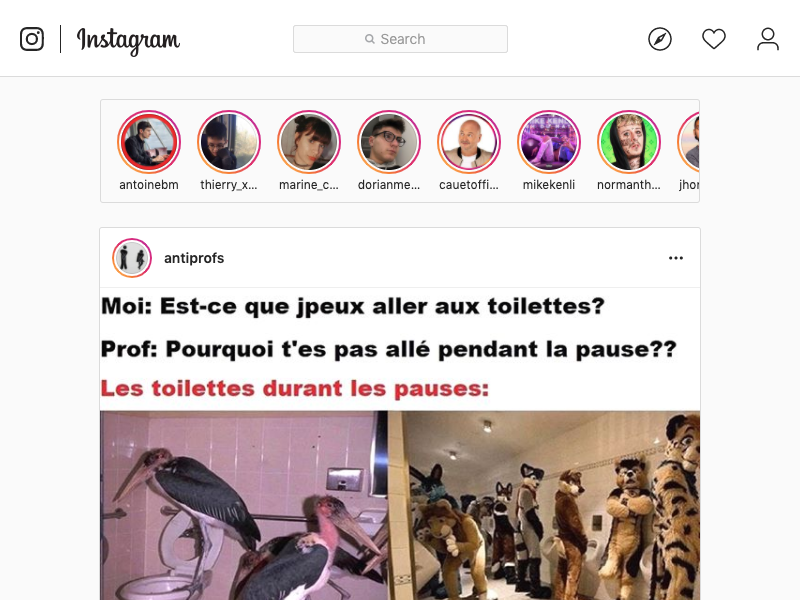 Instagram
Search
antoinebm
thierry_x...
marine_c...
dorianme...
cauetoffi...
mikekenli
normanth...
jhor
antiprofs
Moi: Est-ce que jpeux aller aux toilettes?
Prof: Pourquoi t'es pas allé pendant la pause??
Les toilettes durant les pauses: